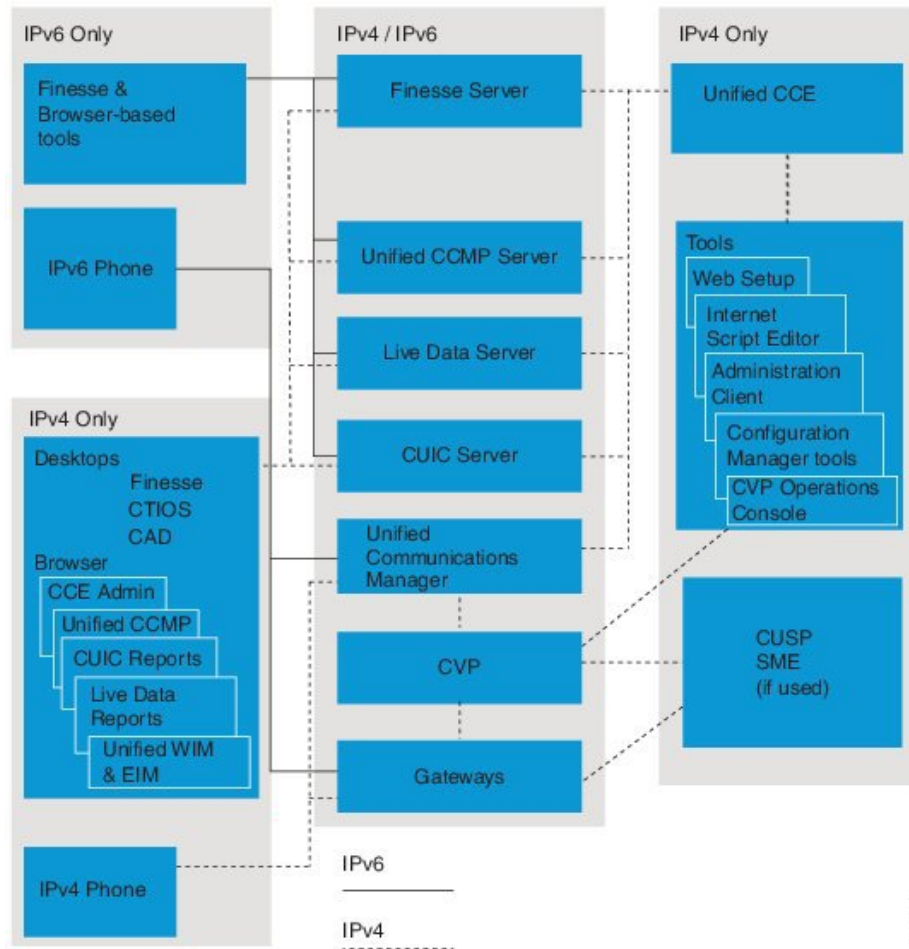 IPv6 Only
Finesse &
Browser-based
tools
IPv6 Phone
IPv4 Only
Desktops
Finesse
CTIOS
CAD
Browser
CCE Admin
Unified CCMP
CUIC Reports
Live Data
Reports
Unified WIM
& EIM
IPv4 Phone
IPv4 / IPv6
Finesse Server
Unified CCMP Server
Live Data Server
CUIC Server
Unified
Communications
Manager
CVP
Gateways
IPv6
IPv4
IPv4 Only
Unified CCE
Tools
Web Setup
Internet
Script Editor
Administration
Client
Configuration
Manager tools
CVP Operations
Console
CUSP
SME
(if used)